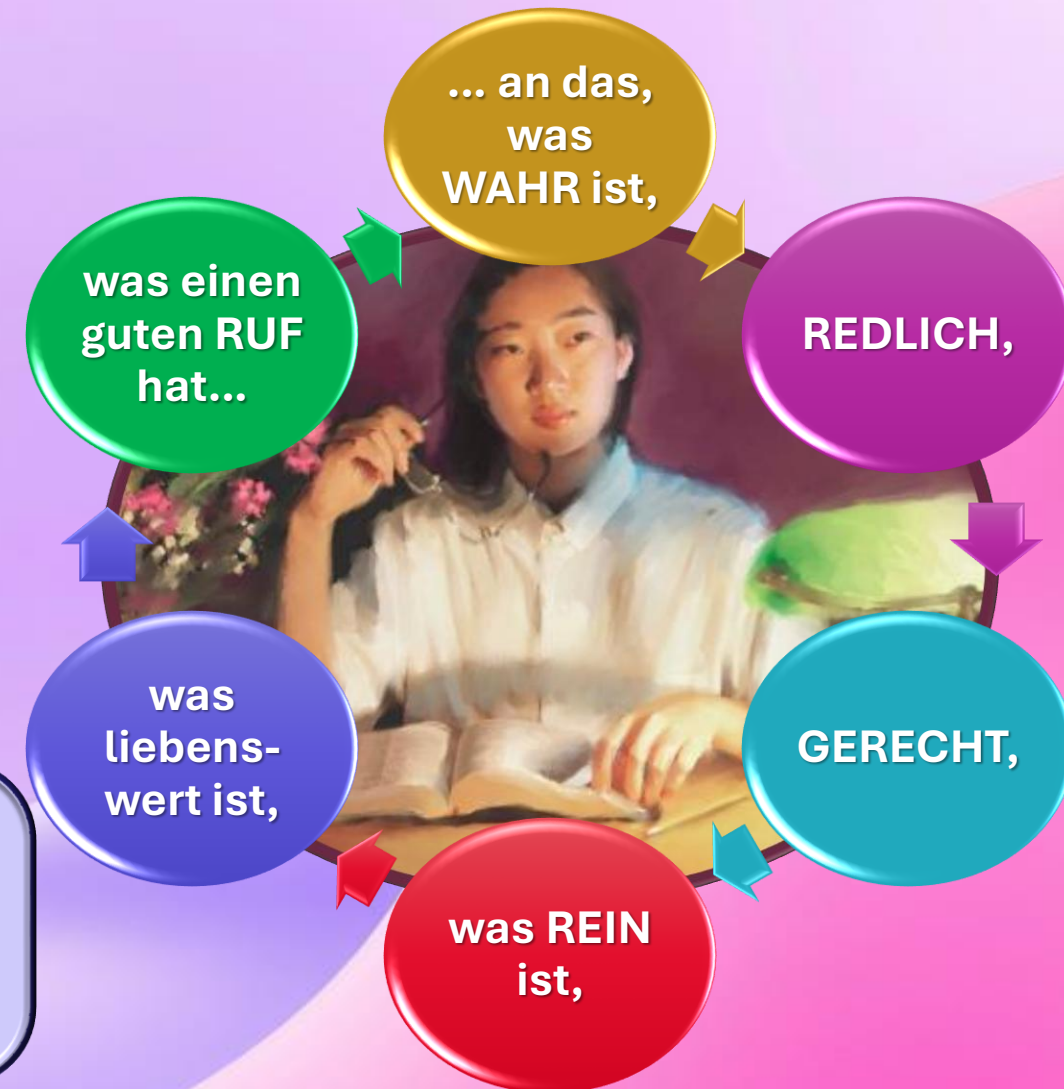 ... an das,
was
WAHR ist,
REDLICH,
GERECHT,
was REIN
ist,
was
liebens-
wert ist,
was einen
guten RUF
hat...